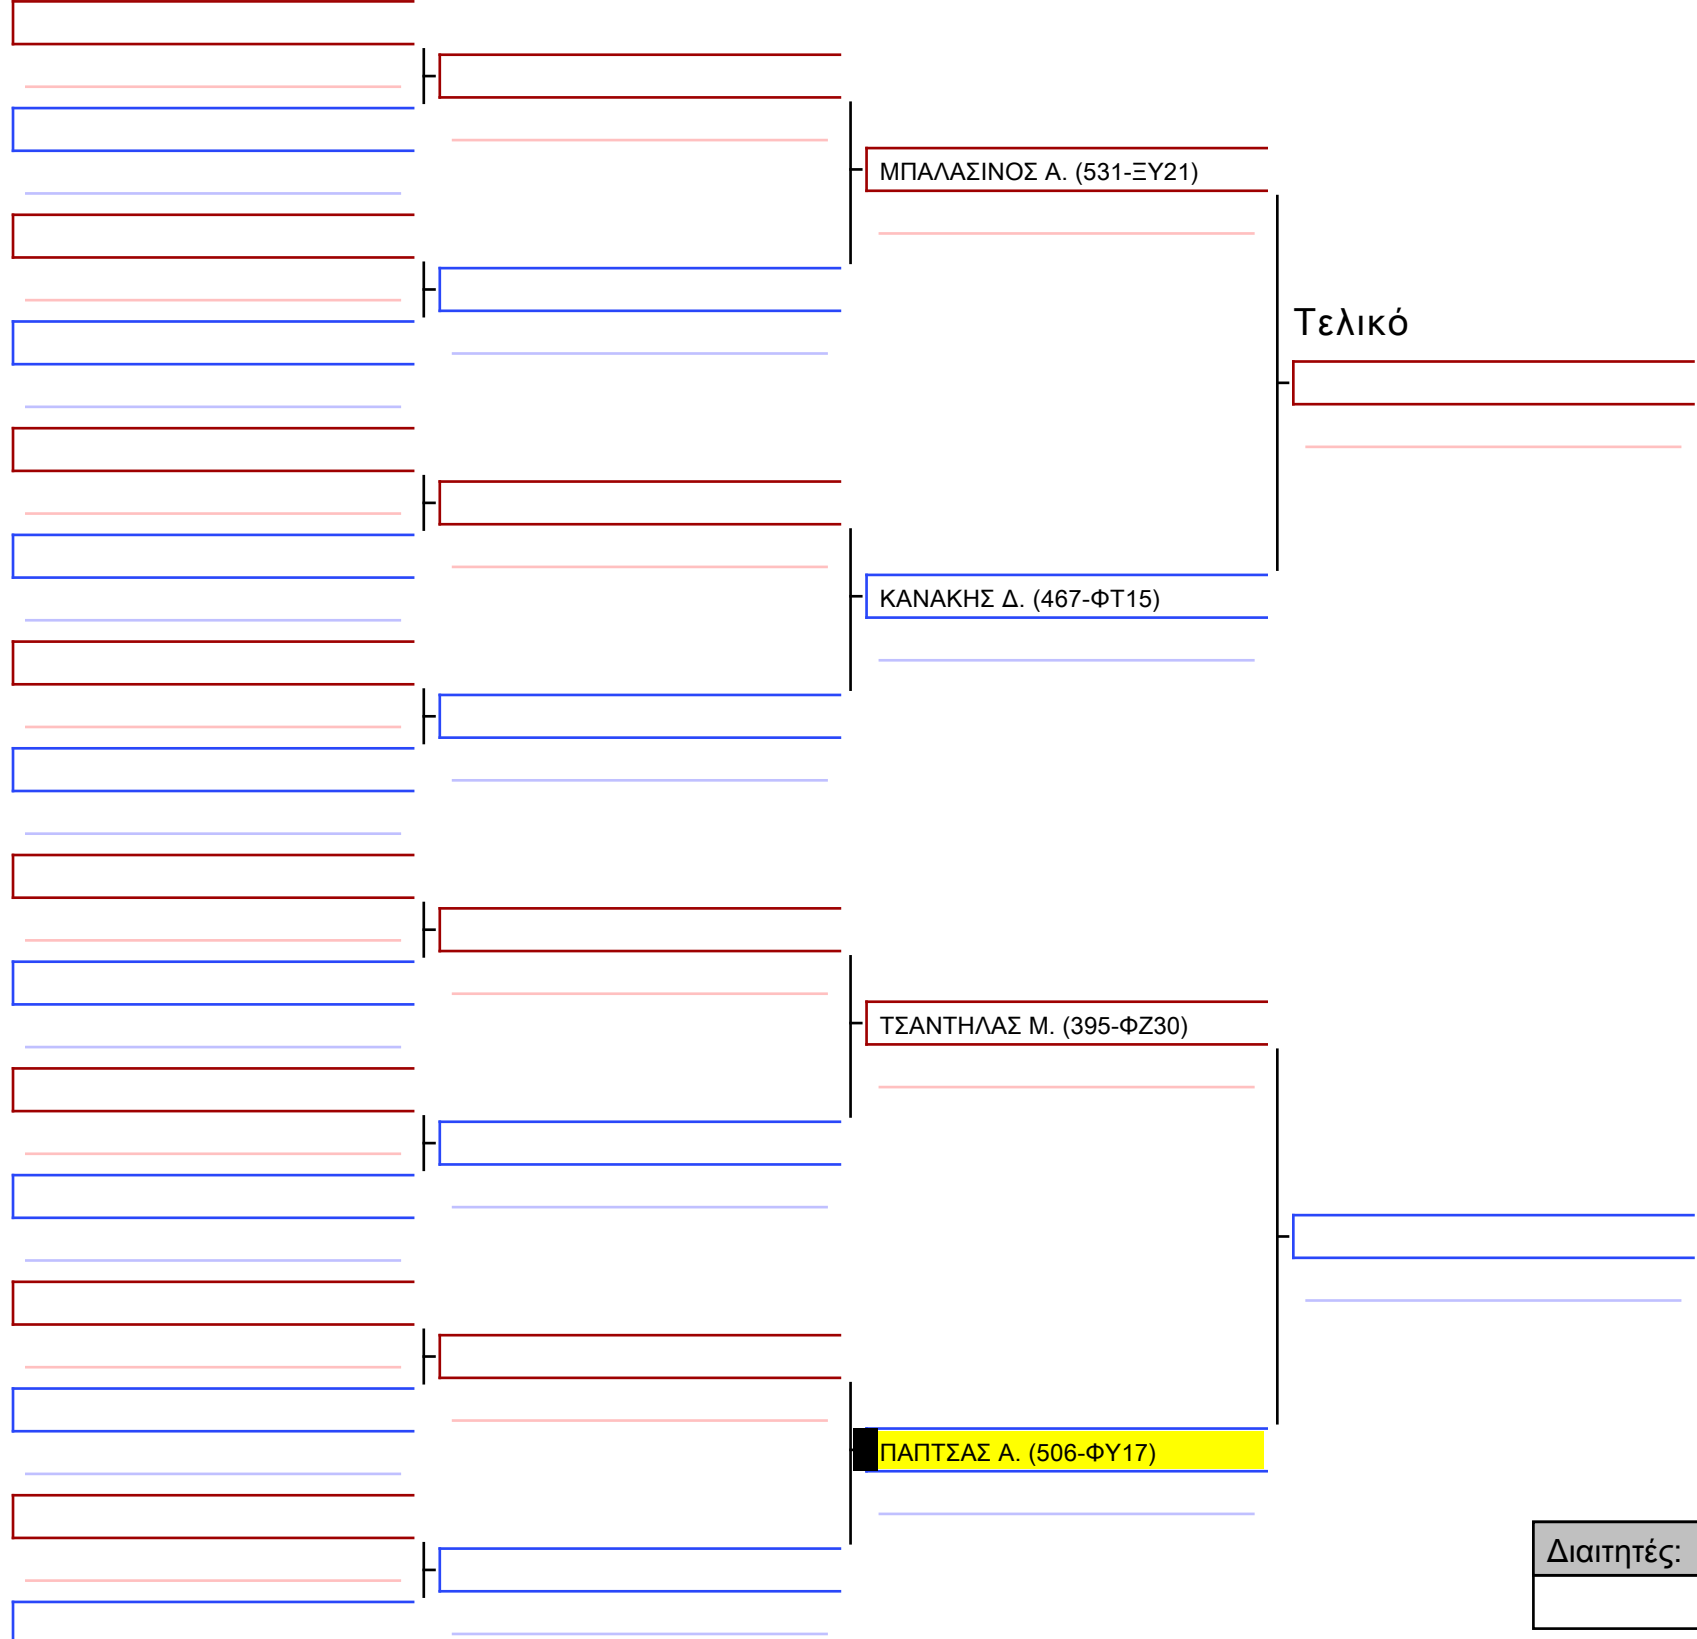 ΜΠΑΛΑΣΙΝΟΣ Α. (531-ΞΥ21)
Τελικό
ΚΑΝΑΚΗΣ Δ. (467-ΦΤ15)
ΤΣΑΝΤΗΛΑΣ Μ. (395-ΦΖ30)
ΠΑΠΤΣΑΣ Α. (506-ΦΥ17)
Διαιτητές: